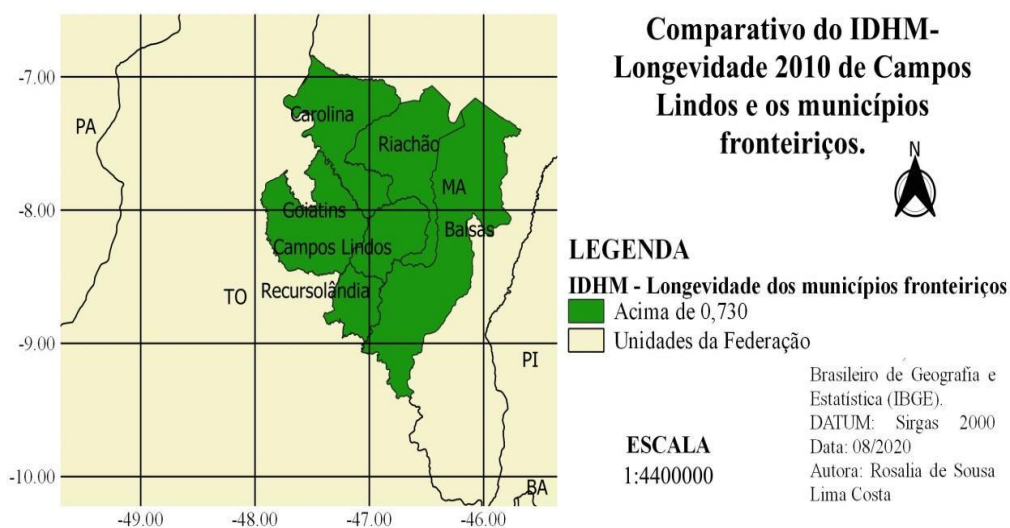 Comparativo do IDHM-
Longevidade 2010 de Campos
Lindos e os municípios
fronteiriços.
N
-7.00
-8.00
-9.00
-10.00
-49.00
-48.00
-47.00
-46.00
PA
Carolina
Riachão
MA
Goiatins
Balsas
Campos Lindos
TO
Recursolândia
PI
BA
LEGENDA
IDHM - Longevidade dos municípios fronteiriços
Acima de 0,730
Unidades da Federação
ESCALA
1:4400000
Brasileiro de Geografia e
Estatística (IBGE).
DATUM: Sirgas 2000
Data: 08/2020
Autora: Rosalia de Sousa
Lima Costa